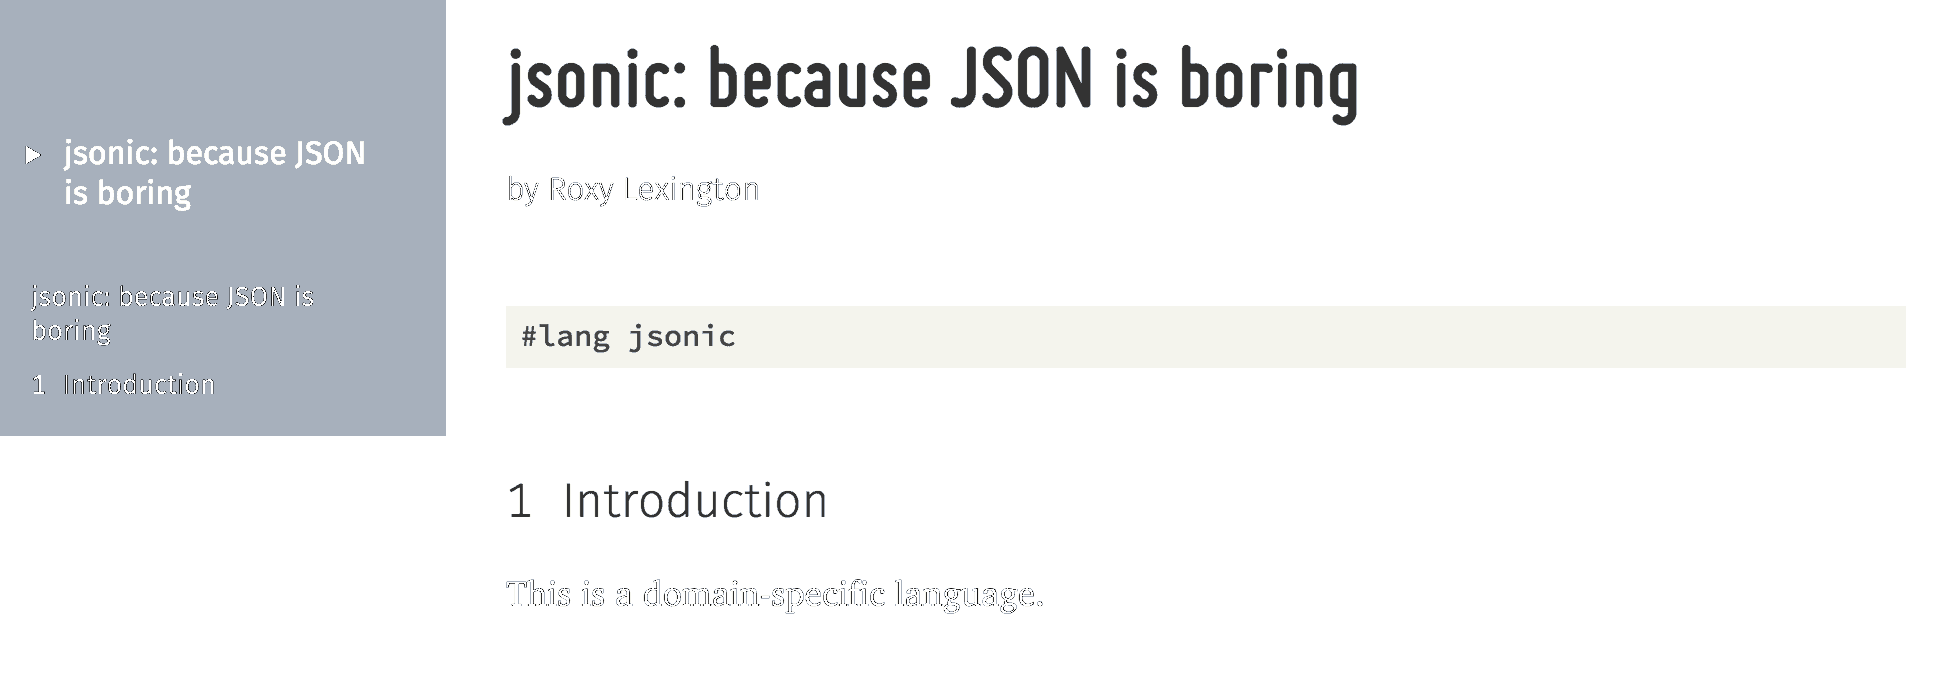 jsonic: because JSON
is boring
jsonic: because JSON is
boring
1 Introduction
jsonic: because JSON is boring
by Roxy Lexington
#lang jsonic
1 Introduction
This is a domain-specific language.